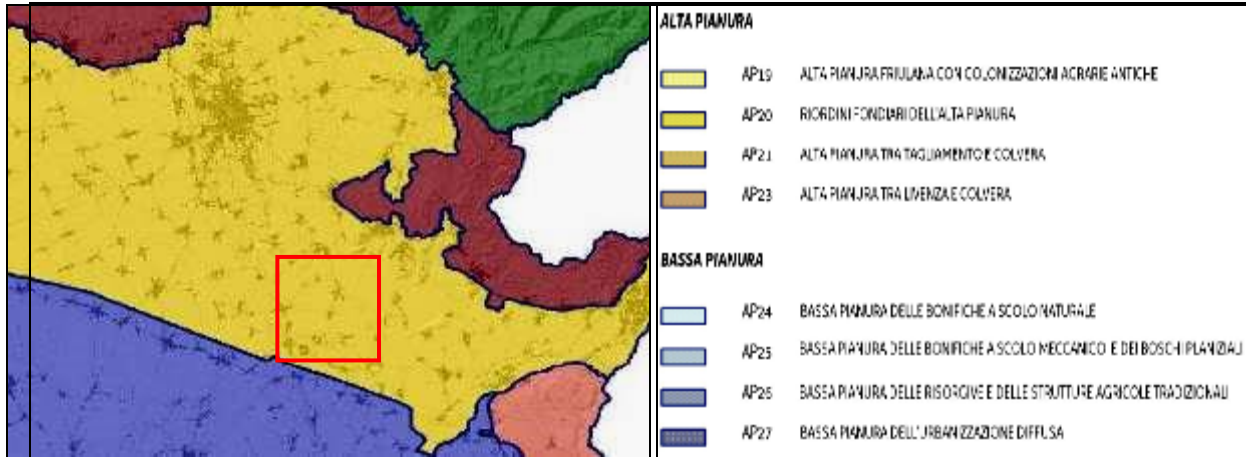 ALTA PIANURA
AP19 ALTA PIANURA FRIULANA CON COLONIZZAZIONI AGRARIE ANTICHE
AP20 RIORDINI FONDIARI DELL'ALTA PIANURA
AP21 ALTA PIANURA TRA TAGLIAMENTO E COLVERA
AP23 ALTA PIANURA TRA LIVENZA E COLVERA
BASSA PIANURA
AP24 BASSA PIANURA DELLE BONIFICHE A SCOLO NATURALE
AP25 BASSA PIANURA DELLE BONIFICHE A SCOLO MECCANICO E DEI BOSCHI PLANIZIALI
AP26 BASSA PIANURA DELLE RISORGIVE E DELLE STRUTTURE AGRICOLE TRADIZIONALI
AP27 BASSA PIANURA DELL'URBANIZZAZIONE DIFFUSA